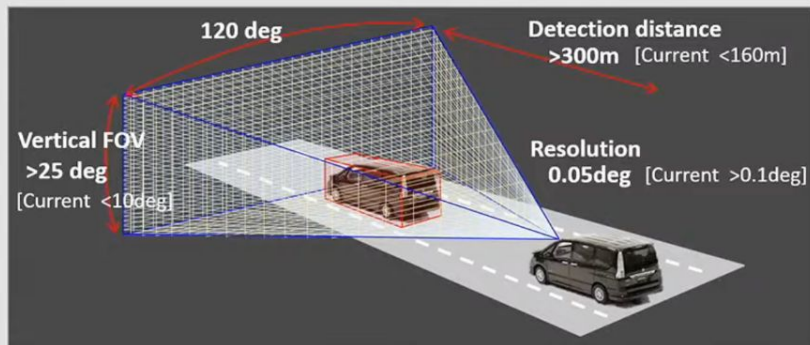 120 deg
Detection distance
>300m [Current <160m]
Vertical FOV
>25 deg
[Current <10deg]
Resolution
0.05deg [Current >0.1deg]